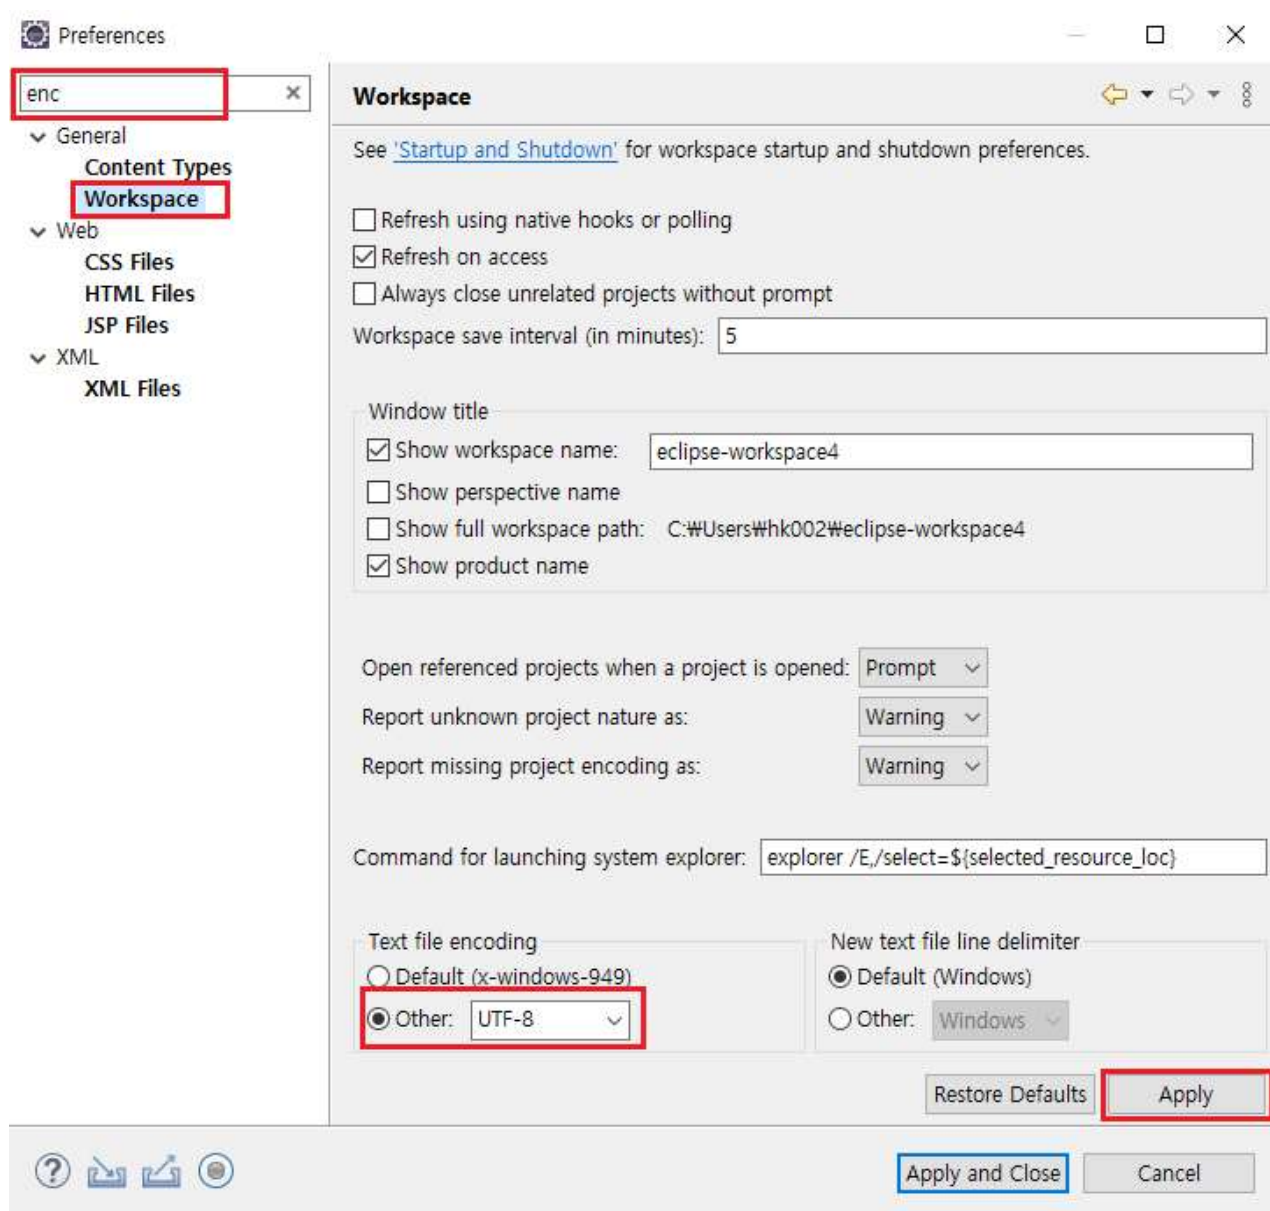 Preferences
enc
General
Content Types
Workspace
Web
CSS Files
HTML Files
JSP Files
XML
XML Files
Workspace
See 'Startup and Shutdown' for workspace startup and shutdown preferences.
Refresh using native hooks or polling
Refresh on access
Always close unrelated projects without prompt
Workspace save interval (in minutes): 5
Window title
Show workspace name: eclipse-workspace4
Show perspective name
Show full workspace path: C:₩Users₩hk002₩eclipse-workspace4
Show product name
Open referenced projects when a project is opened: Prompt
Report unknown project nature as: Warning
Report missing project encoding as: Warning
Command for launching system explorer: explorer /E,/select=${selected_resource_loc}
Text file encoding
Default (x-windows-949)
Other: UTF-8
New text file line delimiter
Default (Windows)
Other: Windows
Restore Defaults Apply
Apply and Close Cancel